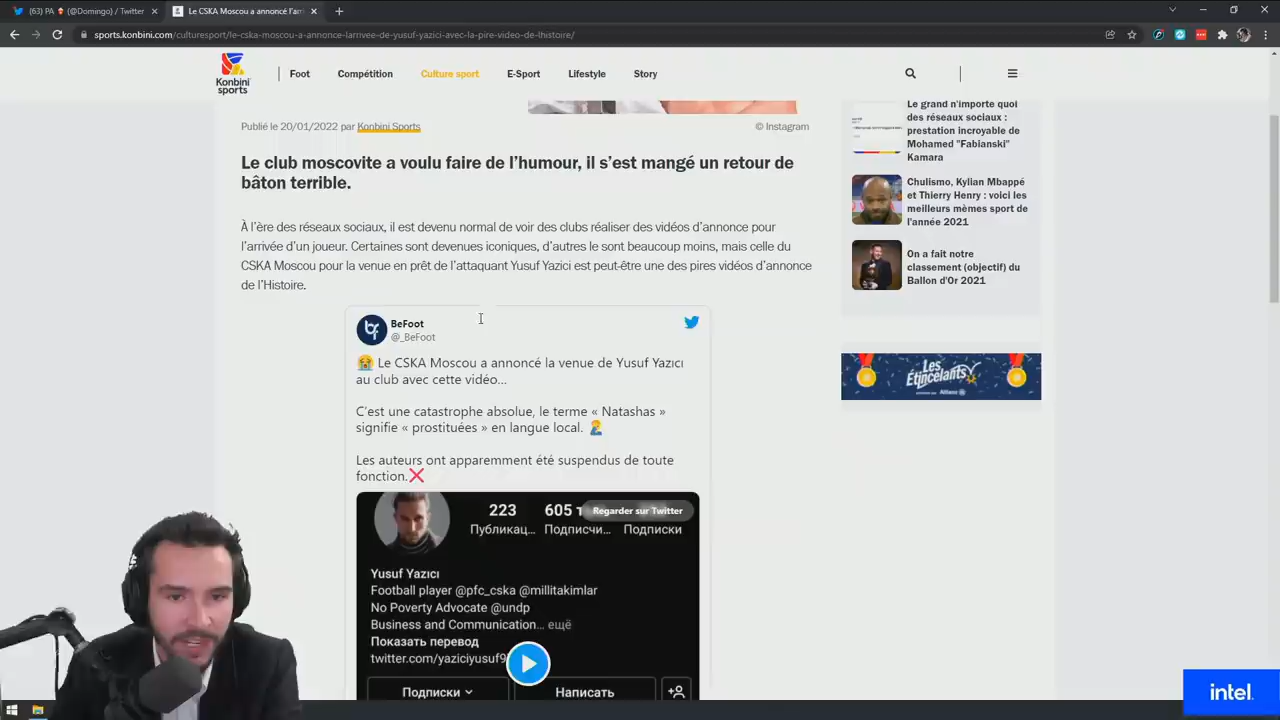 (63) PA 🏺 (@Domingo) / Twitter
Le CSKA Moscou a annoncé l'arr
sports.konbini.com/culturesport/le-cska-moscou-a-annonce-larrivee-de-yusuf-yazici-avec-la-pire-video-de-lhistoire/
Konbini
sports
Foot
Compétition
Culture sport
E-Sport
Lifestyle
Story
Publié le 20/01/2022 par Konbini Sports
© Instagram
Le club moscovite a voulu faire de l'humour, il s'est mangé un retour de
bâton terrible.
À l'ère des réseaux sociaux, il est devenu normal de voir des clubs réaliser des vidéos d'annonce pour
l'arrivée d'un joueur. Certaines sont devenues iconiques, d'autres le sont beaucoup moins, mais celle du
CSKA Moscou pour la venue en prêt de l'attaquant Yusuf Yazici est peut-être une des pires vidéos d'annonce
de l'Histoire.
BeFoot
@_BeFoot
😭 Le CSKA Moscou a annoncé la venue de Yusuf Yazıcı
au club avec cette vidéo...
C'est une catastrophe absolue, le terme « Natashas »
signifie « prostituées » en langue local. 🤦‍♂️
Les auteurs ont apparemment été suspendus de toute
fonction.❌
223
605
Regarder sur Twitter
Публикац...
Подписчи...
Подписки
Yusuf Yazıcı
Football player @pfc_cska @millitakimlar
No Poverty Advocate @undp
Business and Communication... ещё
Показать перевод
twitter.com/yaziciyusuf9
Подписки
Написать
Le grand n'importe quoi
des réseaux sociaux :
prestation incroyable de
Mohamed "Fabianski"
Kamara
Chulismo, Kylian Mbappé
et Thierry Henry : voici les
meilleurs mèmes sport de
l'année 2021
On a fait notre
classement (objectif) du
Ballon d'Or 2021
Les
Étincelants
Allianz
intel.